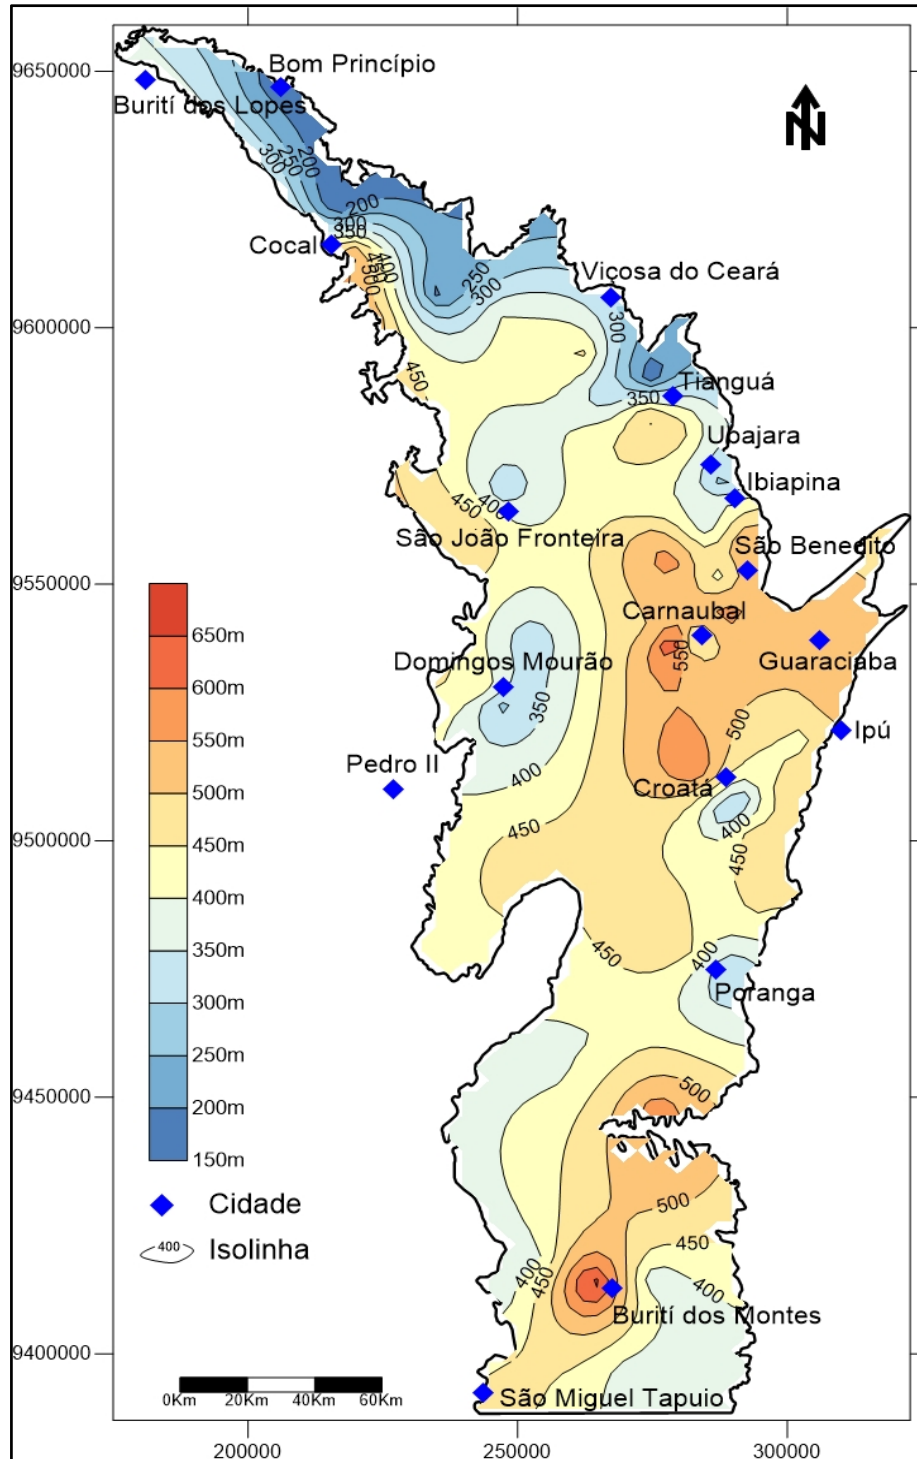 9650000
Bom Princípio
Burití dos Lopes
200
250
300
200
300
350
Cocal
400
450
500
250
300
Viçosa do Ceará
9600000
300
450
Tianguá
350
Ubajara
Ibiapina
450
400
São João Fronteira
São Benedito
9550000
Carnaubal
650m
Domingos Mourão
550
Guaraciaba
600m
350
500
Ipú
550m
Pedro II
400
Croatá
500m
400
9500000
450
450
450m
400m
450
400
350m
Poranga
300m
250m
9450000
500
200m
150m
Cidade
500
400
Isolinha
450
400
450
400
Burití dos Montes
9400000
0Km
20Km
40Km
60Km
São Miguel Tapuio
200000
250000
300000
N